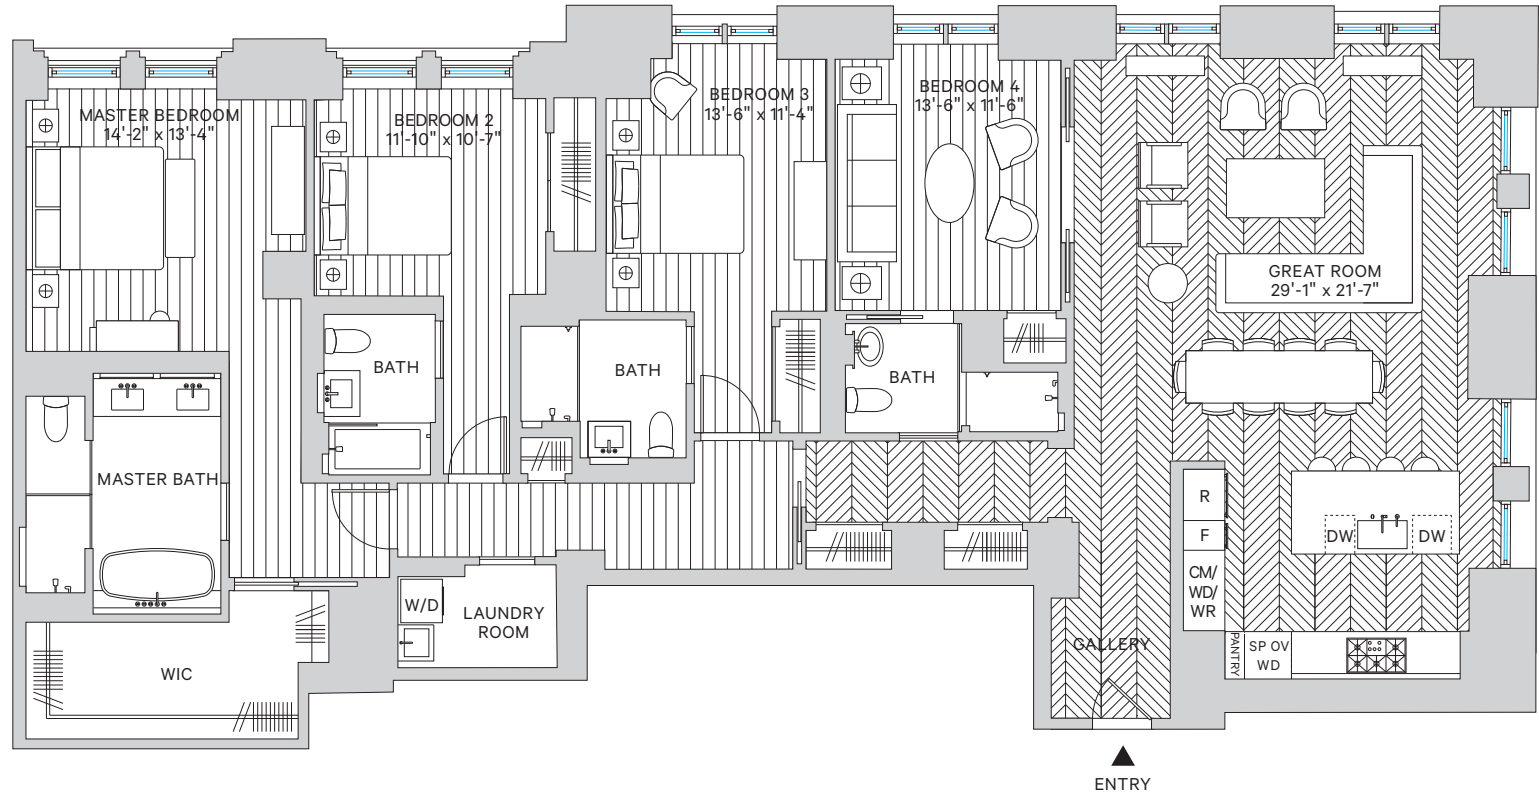 MASTER BEDROOM
14'-2" x 13'-4"
BEDROOM 2
11'-10" x 10'-7"
BEDROOM 3
13'-6" x 11'-4"
BEDROOM 4
13'-6" x 11'-6"
GREAT ROOM
29'-1" x 21'-7"
BATH
BATH
BATH
MASTER BATH
R
F
DW
DW
CM/
WD/
WR
W/D
LAUNDRY
ROOM
GALLERY
PANTRY
SP OV
WD
WIC
ENTRY